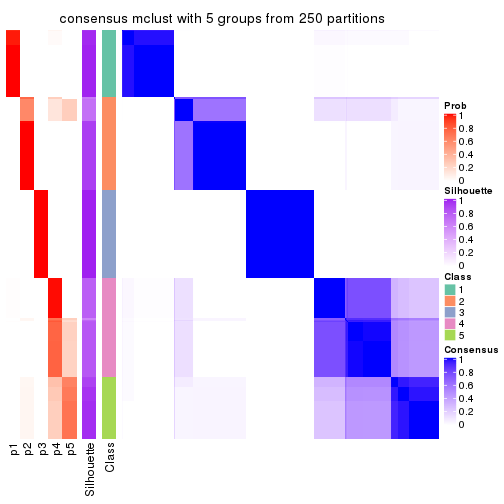 consensus mclust with 5 groups from 250 partitions
Prob
1
0.8
0.6
0.4
0.2
0
Silhouette
1
0.8
0.6
0.4
0.2
0
Class
1
2
3
4
5
Consensus
1
0.8
0.6
0.4
0.2
0
p1
p2
p3
p4
p5
Silhouette
Class